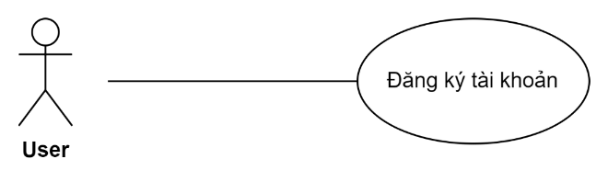 Đăng ký tài khoản
User